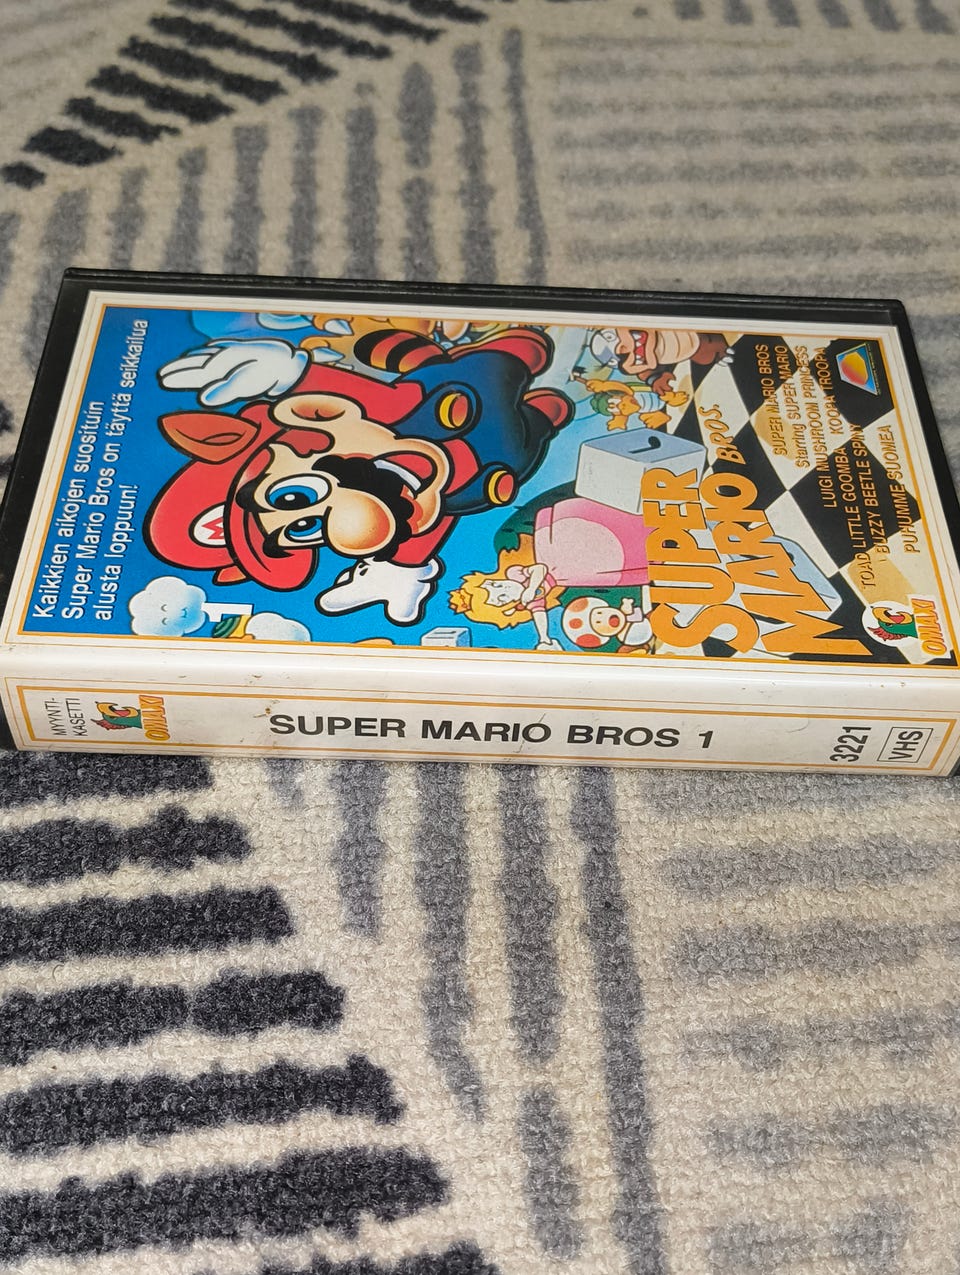 Kaikkien aikojen suosituin
Super Mario Bros on täyttä seikkailua
alusta loppuun!
1
M
SUPER
MARIO
BROS.
SUPER MARIO BROS
Starring SUPER MARIO
LUIGI MUSHROOM PRINCESS
TOAD LITTLE GOOMBA KOOPA TROOPA
BUZZY BEETLE SPINY
PUHUMME SUOMEA
OMAXI
MYYNTI-
KASETTI
OMAXI
SUPER MARIO BROS 1
3221
VHS